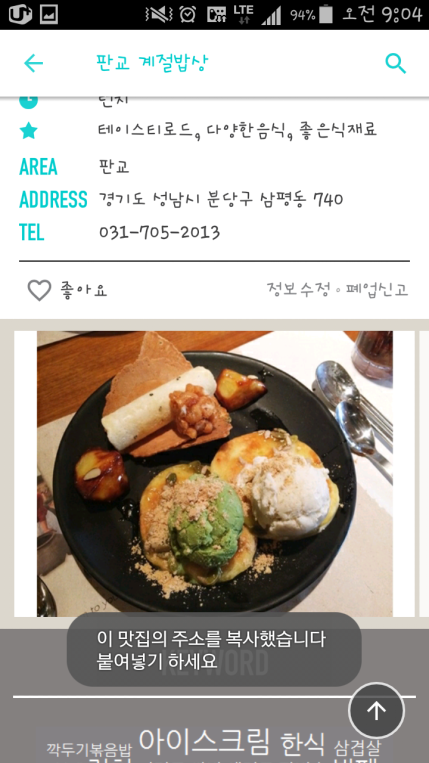 LTE 94% 오전 9:04
판교 계절밥상
런치
테이스티로드, 다양한음식, 좋은식재료
AREA 판교
ADDRESS 경기도 성남시 분당구 삼평동 740
TEL 031-705-2013
좋아요 정보수정 · 폐업신고
이 맛집의 주소를 복사했습니다
붙여넣기 하세요
KEYWORD
깍두기볶음밥 아이스크림 한식 삼겹살